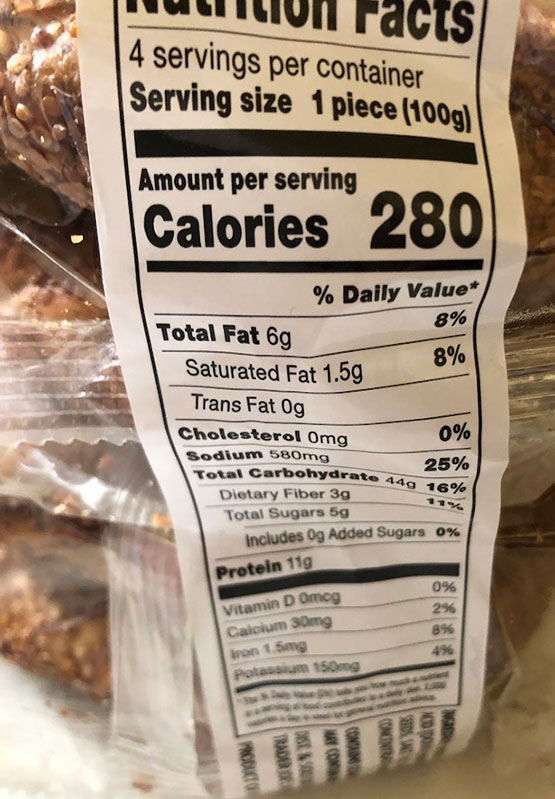 Nutrition Facts
4 servings per container
Serving size 1 piece (100g)
Amount per serving
Calories 280
% Daily Value*
Total Fat 6g 8%
Saturated Fat 1.5g 8%
Trans Fat 0g
Cholesterol 0mg 0%
Sodium 580mg 25%
Total Carbohydrate 44g 16%
Dietary Fiber 3g 11%
Total Sugars 5g
Includes 0g Added Sugars 0%
Protein 11g
Vitamin D 0mcg 0%
Calcium 30mg 2%
Iron 1.5mg 8%
Potassium 150mg 4%